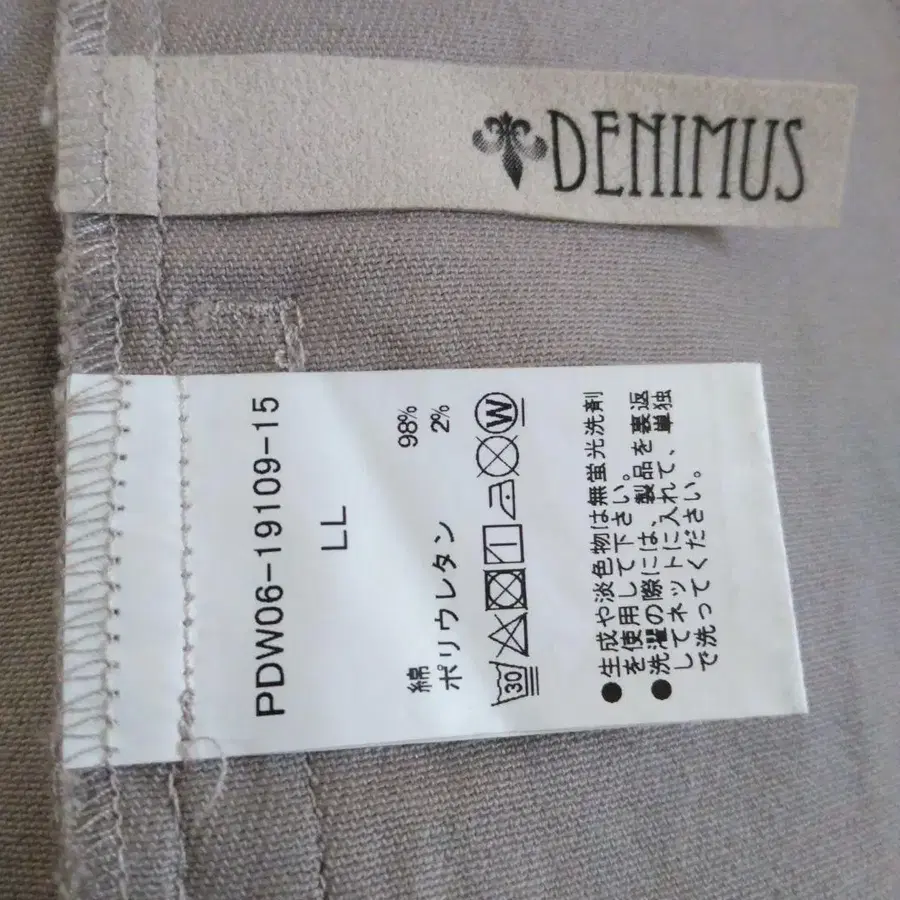 DENIMUS
PDW06-19109-15
LL
綿 98%
ポリウレタン 2%
30 W
●生成や淡色物は無蛍光洗剤
を使用して下さい。
●洗濯の際には、製品を裏返
してネットに入れて、単独
で洗ってください。